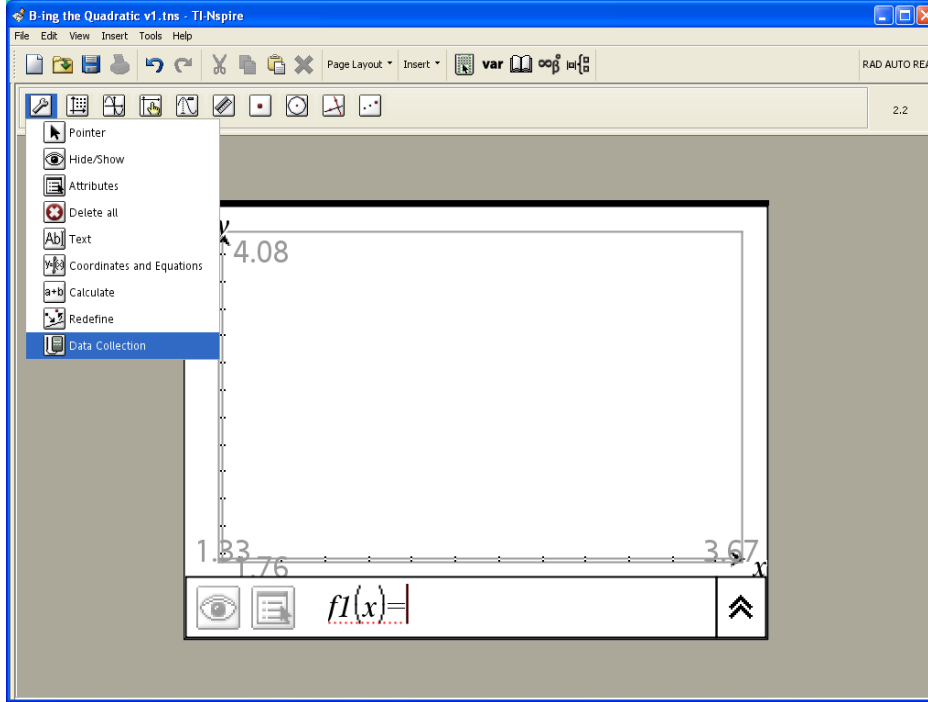 B-ing the Quadratic v1.tns - TI-Nspire
File Edit View Insert Tools Help
Page Layout Insert var ∞β RAD AUTO REA
2.2
Pointer
Hide/Show
Attributes
Delete all
Ab Text
Coordinates and Equations
a+b Calculate
Redefine
Data Collection
y
4.08
1.33 3.67
1.76 x
f1(x)=